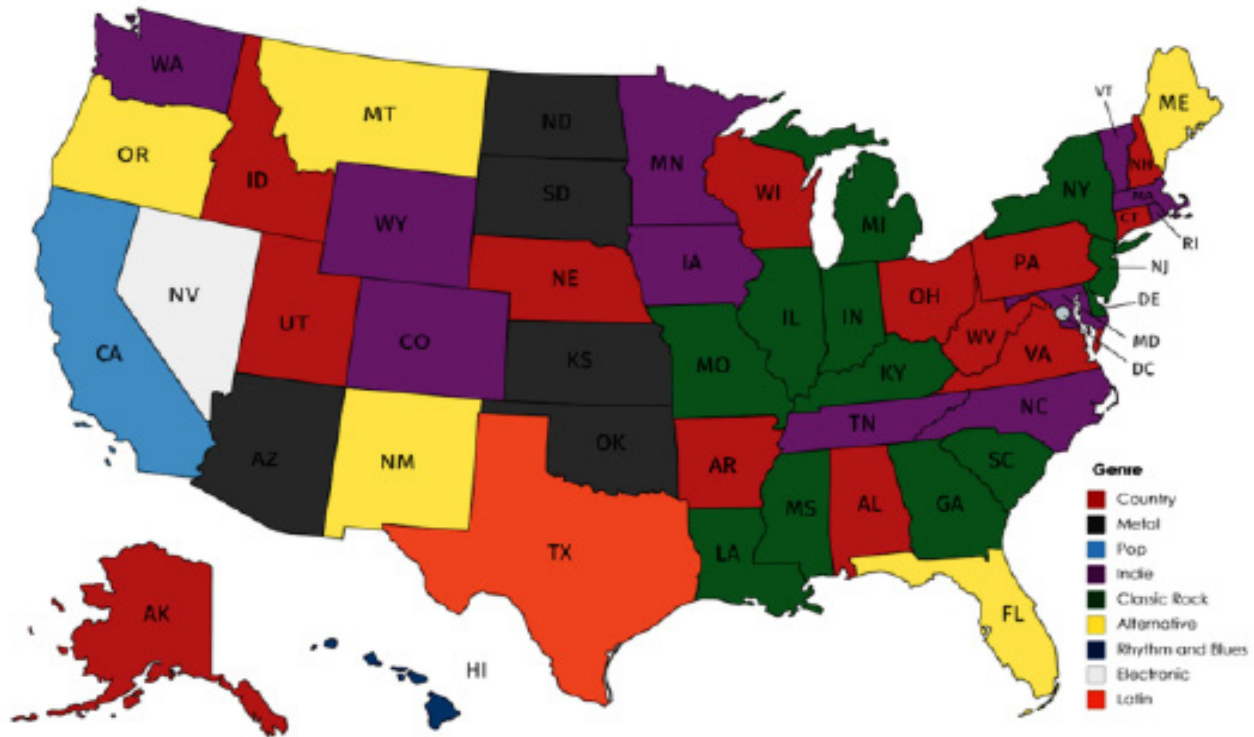 WA
MT
ND
MN
VT
ME
OR
ID
SD
WI
NY
NH
MA
WY
MI
CT
RI
IA
NE
PA
NJ
NV
IL
IN
OH
DE
UT
CA
CO
WV
MD
KS
MO
VA
DC
KY
TN
NC
AZ
NM
OK
AR
SC
MS
AL
GA
TX
LA
AK
FL
HI
Genre
Country
Metal
Pop
Indie
Classic Rock
Alternative
Rhythm and Blues
Electronic
Latin